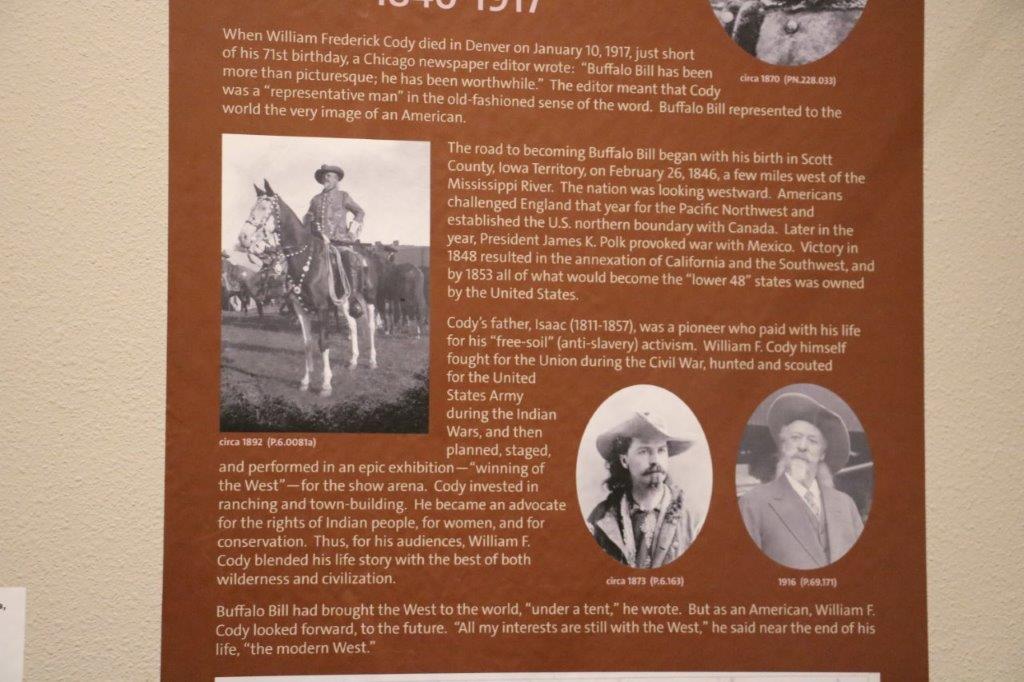 1846-1917
When William Frederick Cody died in Denver on January 10, 1917, just short
of his 71st birthday, a Chicago newspaper editor wrote: “Buffalo Bill has been
more than picturesque; he has been worthwhile.” The editor meant that Cody
was a “representative man” in the old-fashioned sense of the word. Buffalo Bill represented to the
world the very image of an American.
circa 1870 (PN.228.033)
The road to becoming Buffalo Bill began with his birth in Scott
County, Iowa Territory, on February 26, 1846, a few miles west of the
Mississippi River. The nation was looking westward. Americans
challenged England that year for the Pacific Northwest and
established the U.S. northern boundary with Canada. Later in the
year, President James K. Polk provoked war with Mexico. Victory in
1848 resulted in the annexation of California and the Southwest, and
by 1853 all of what would become the “lower 48” states was owned
by the United States.
Cody’s father, Isaac (1811-1857), was a pioneer who paid with his life
for his “free-soil” (anti-slavery) activism. William F. Cody himself
fought for the Union during the Civil War, hunted and scouted
for the United
States Army
during the Indian
Wars, and then
planned, staged,
circa 1892 (P.6.0081a)
and performed in an epic exhibition—“winning of
the West”—for the show arena. Cody invested in
ranching and town-building. He became an advocate
for the rights of Indian people, for women, and for
conservation. Thus, for his audiences, William F.
Cody blended his life story with the best of both
wilderness and civilization.
circa 1873 (P.6.163)
1916 (P.69.171)
Buffalo Bill had brought the West to the world, “under a tent,” he wrote. But as an American, William F.
Cody looked forward, to the future. “All my interests are still with the West,” he said near the end of his
life, “the modern West.”